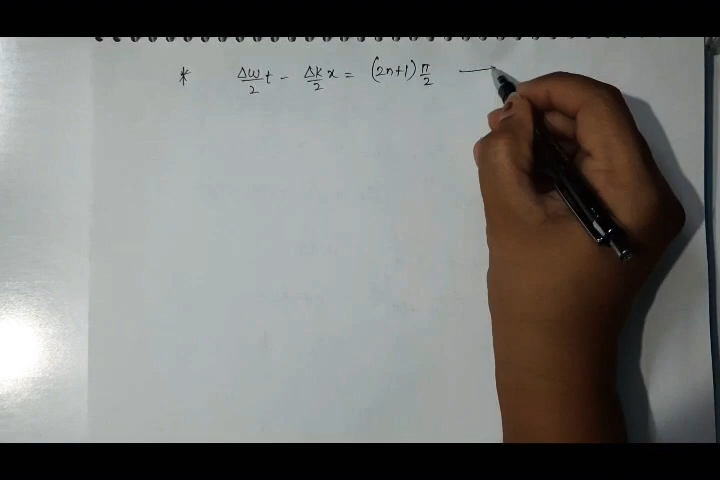 * Δω/2 t - Δk/2 x = (2n+1) π/2 —